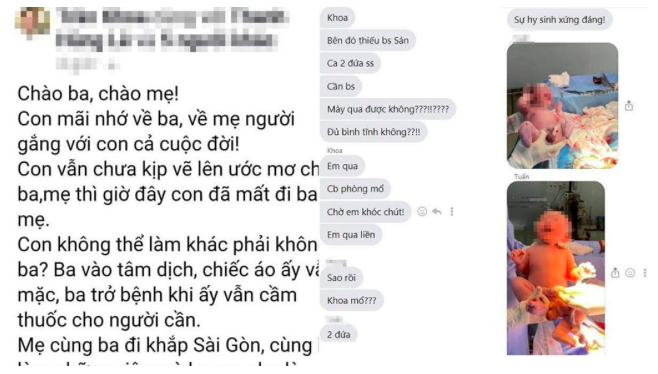 Chào ba, chào mẹ!
Con mãi nhớ về ba, về mẹ người
gắng với con cả cuộc đời!
Con vẫn chưa kịp vẽ lên ước mơ ch
ba,mẹ thì giờ đây con đã mất đi ba
mẹ.
Con không thể làm khác phải khôn
ba? Ba vào tâm dịch, chiếc áo ấy vẫ
mặc, ba trở bệnh khi ấy vẫn cầm
thuốc cho người cần.
Mẹ cùng ba đi khắp Sài Gòn, cùng
Khoa
Bên đó thiếu bs Sản
Ca 2 đứa ss
Cần bs
Mày qua được không???!!????
Đủ bình tĩnh không??!!
Khoa
Em qua
Cb phòng mổ
Chờ em khóc chút!
Em qua liền
Sao rồi
Khoa mổ???
2 đứa
Sự hy sinh xứng đáng!
Tuấn